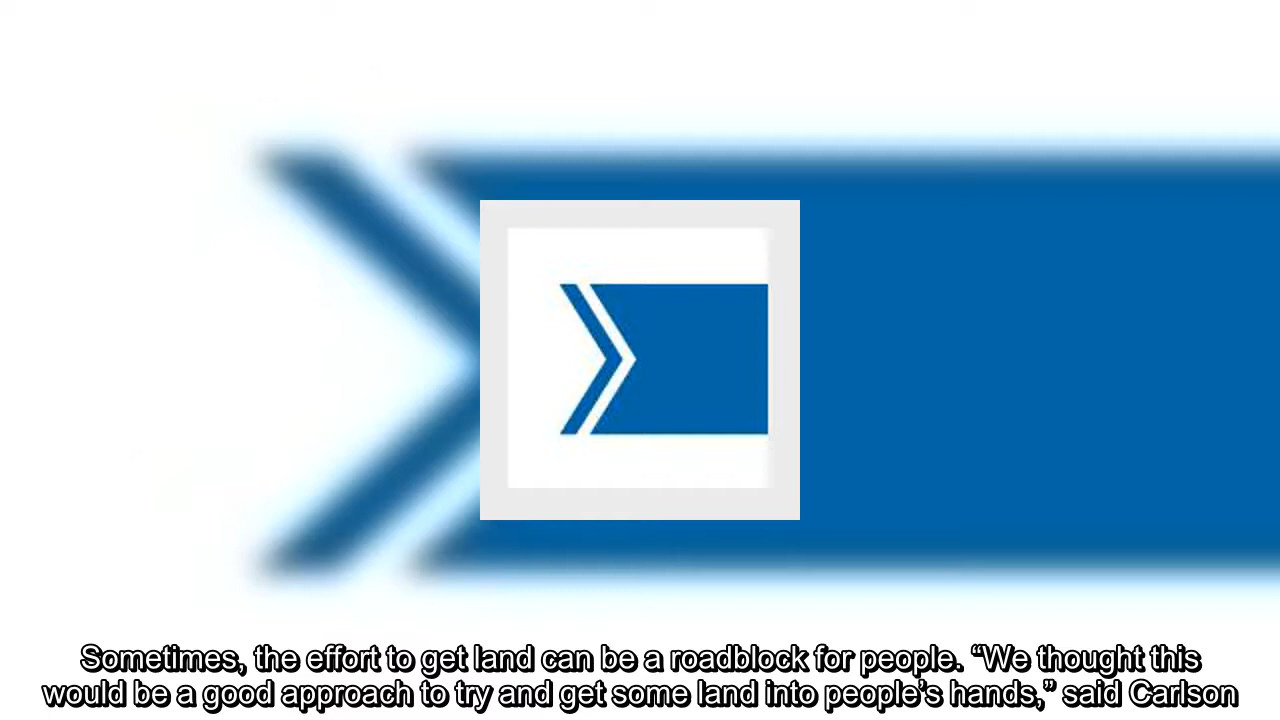 Sometimes, the effort to get land can be a roadblock for people. “We thought this
would be a good approach to try and get some land into people’s hands,” said Carlson